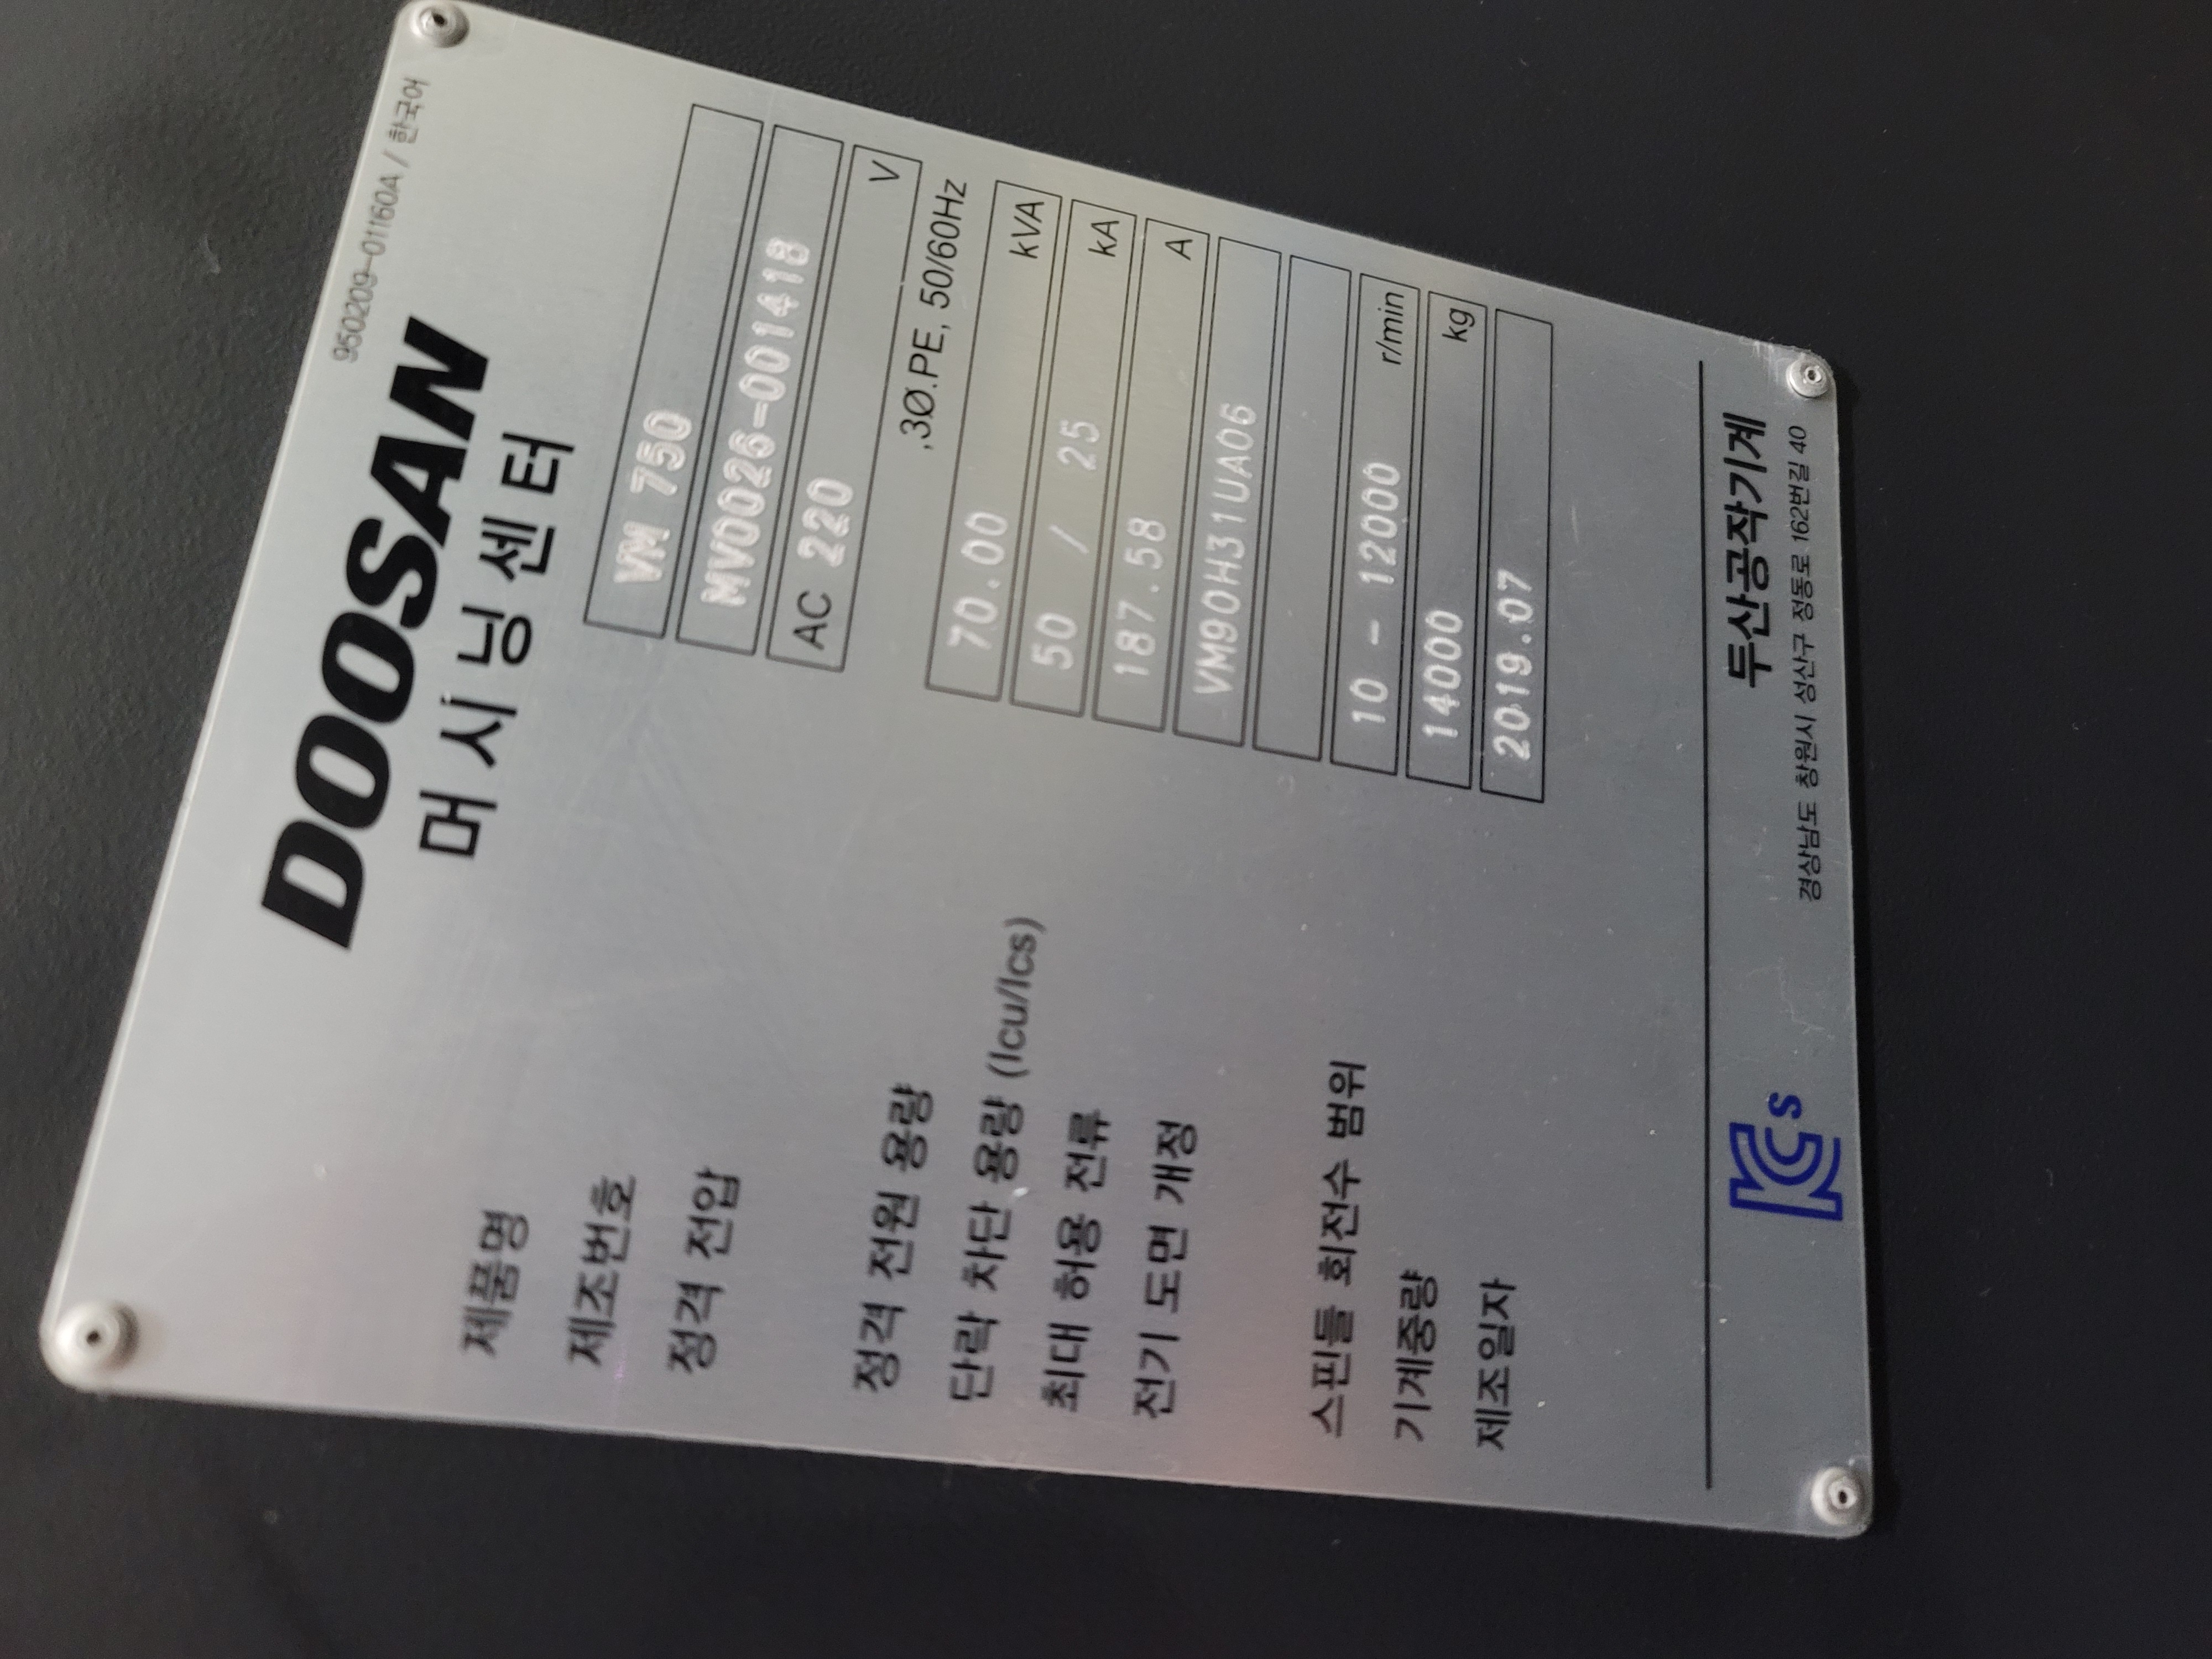 950209-01160A / 한국어
DOOSAN
머시닝센터
제품명 VM 750
제조번호 MV0026-001418
정격 전압 AC 220 V
,3Ø.PE, 50/60Hz
정격 전원 용량 70.00 kVA
단락 차단 용량 (Icu/Ics) 50 / 25 kA
최대 허용 전류 187.58 A
전기 도면 개정 VM90H31UA06
스핀들 회전수 범위 10 - 12000 r/min
기계중량 14000 kg
제조일자 2019.07
KCs 두산공작기계
경상남도 창원시 성산구 정동로 162번길 40